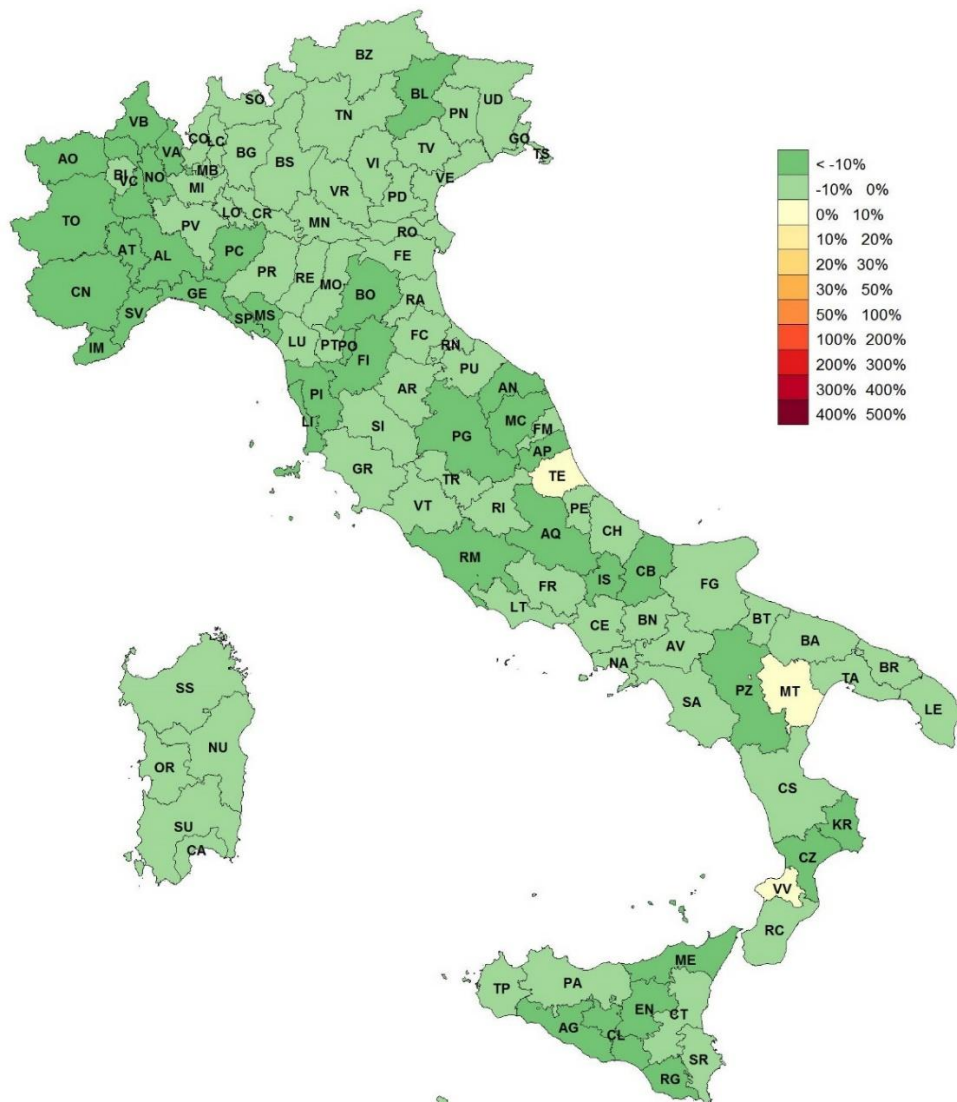 BZ
BL
UD
SO
TN
PN
VB
CO
LC
GO
TS
AO
VA
BG
BS
VI
TV
BI
VC
NO
MB
MI
VR
PD
VE
TO
LO
CR
MN
RO
PV
AT
AL
PC
FE
PR
RE
MO
BO
CN
GE
RA
SV
SP
MS
FC
IM
LU
PT
PO
FI
RN
PU
PI
AR
AN
LI
SI
MC
FM
PG
AP
GR
TE
TR
VT
RI
PE
AQ
CH
RM
IS
CB
FR
FG
LT
CE
BN
BT
BA
NA
AV
BR
SS
SA
PZ
MT
TA
LE
NU
OR
CS
SU
KR
CA
CZ
VV
RC
ME
TP
PA
EN
CT
AG
CL
SR
RG
< -10%
-10% 0%
0% 10%
10% 20%
20% 30%
30% 50%
50% 100%
100% 200%
200% 300%
300% 400%
400% 500%